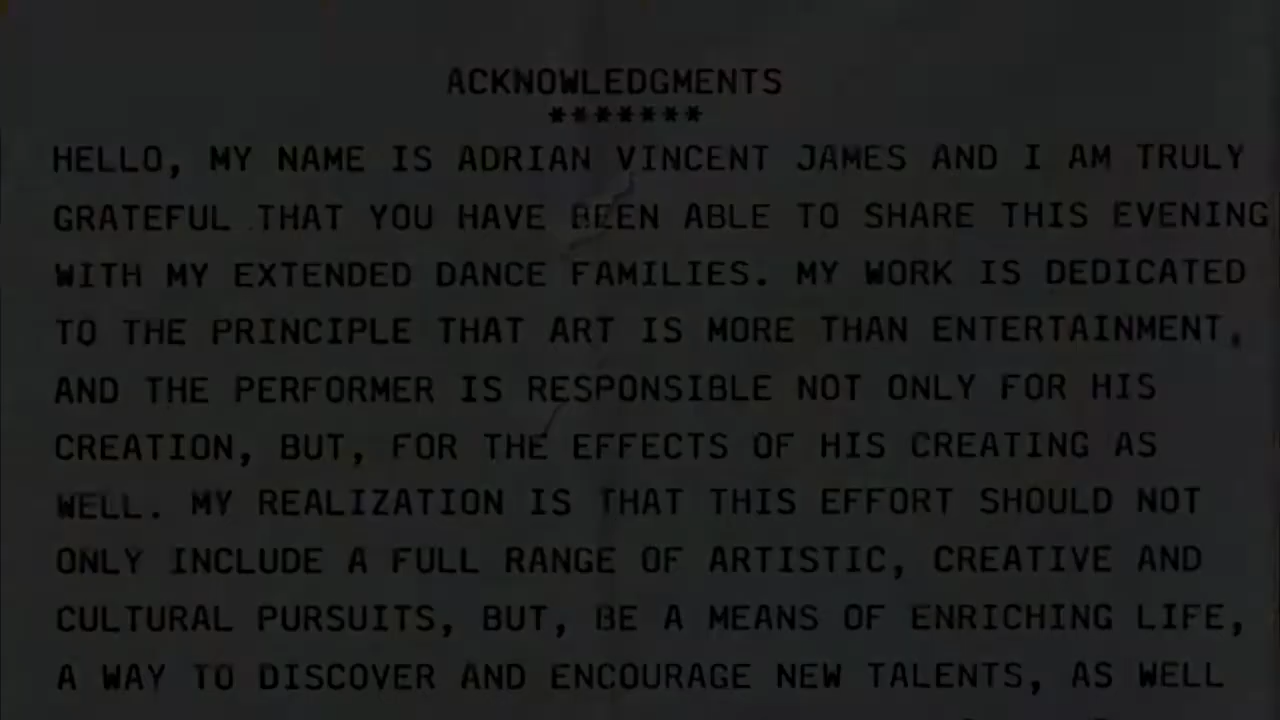 ACKNOWLEDGMENTS
*******
HELLO, MY NAME IS ADRIAN VINCENT JAMES AND I AM TRULY
GRATEFUL THAT YOU HAVE BEEN ABLE TO SHARE THIS EVENING
WITH MY EXTENDED DANCE FAMILIES. MY WORK IS DEDICATED
TO THE PRINCIPLE THAT ART IS MORE THAN ENTERTAINMENT,
AND THE PERFORMER IS RESPONSIBLE NOT ONLY FOR HIS
CREATION, BUT, FOR THE EFFECTS OF HIS CREATING AS
WELL. MY REALIZATION IS THAT THIS EFFORT SHOULD NOT
ONLY INCLUDE A FULL RANGE OF ARTISTIC, CREATIVE AND
CULTURAL PURSUITS, BUT, BE A MEANS OF ENRICHING LIFE,
A WAY TO DISCOVER AND ENCOURAGE NEW TALENTS, AS WELL